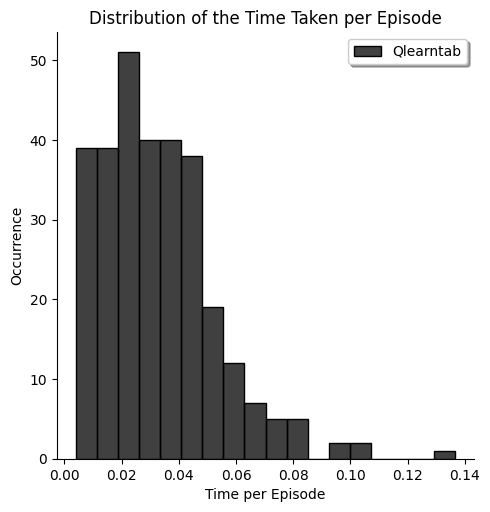 Distribution of the Time Taken per Episode
Qlearntab
50
40
30
20
10
0
Occurrence
0.00 0.02 0.04 0.06 0.08 0.10 0.12 0.14
Time per Episode